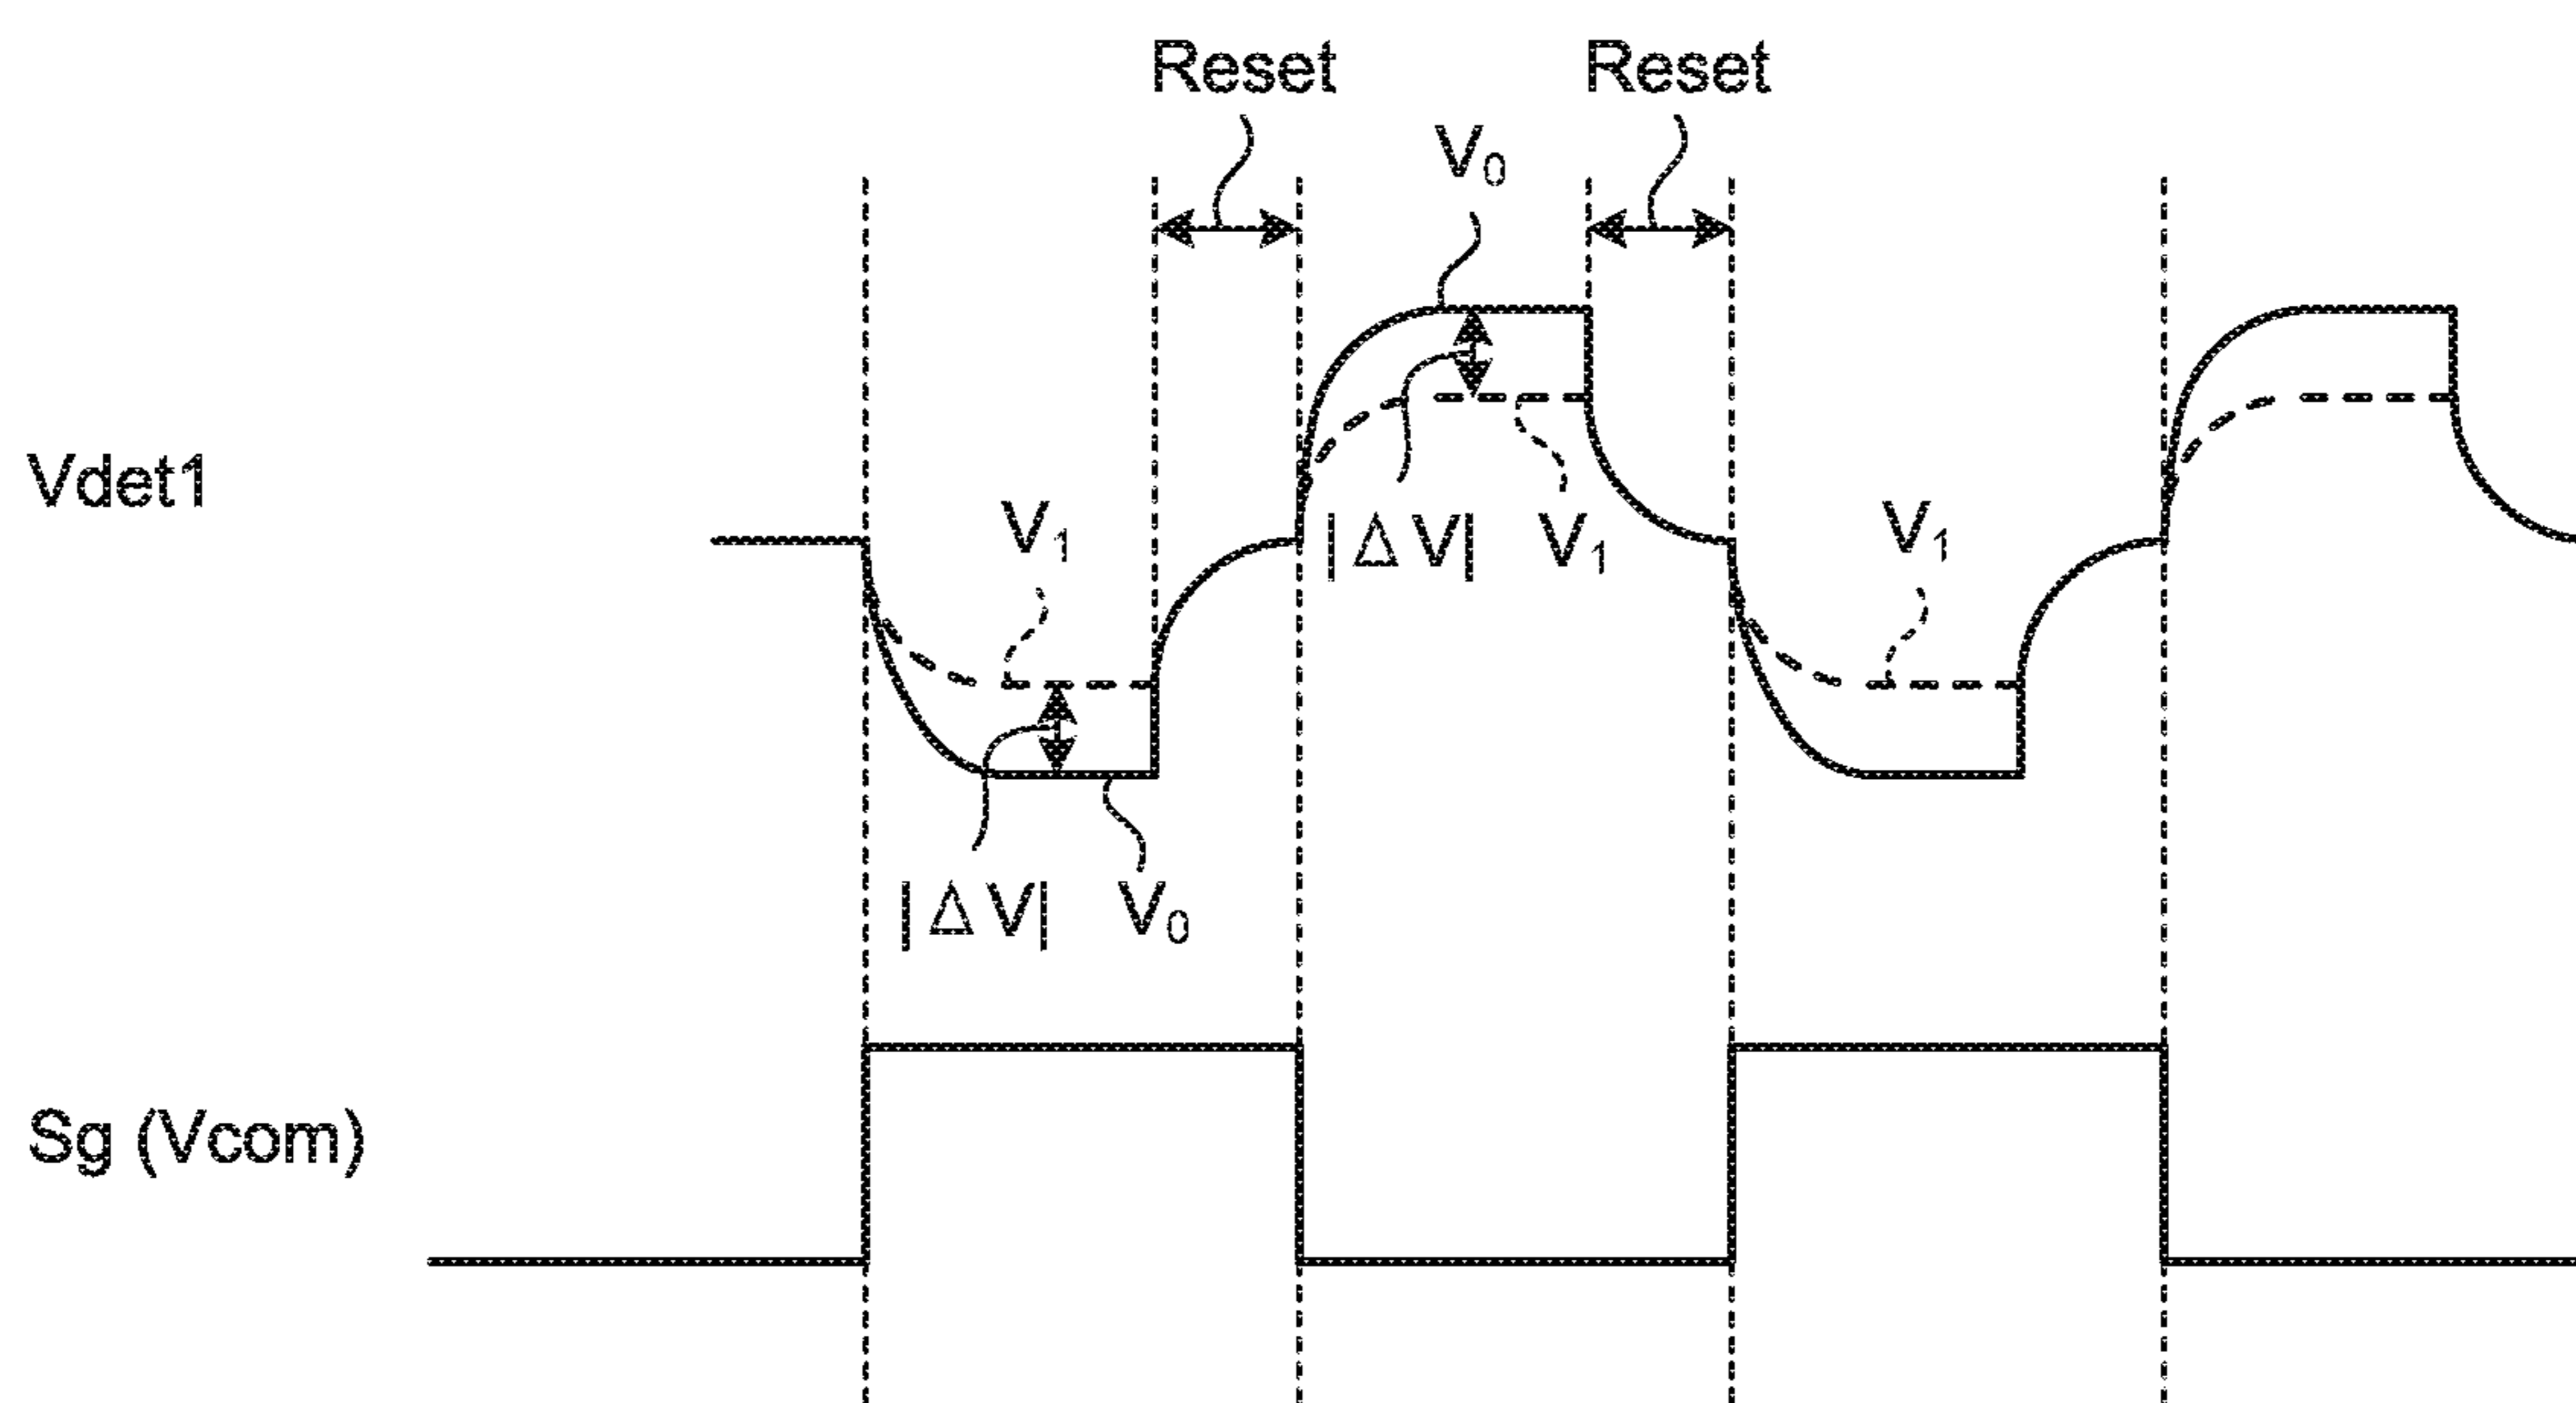 Reset
Reset
V₀
Vdet1
V₁
|ΔV|
V₁
V₁
|ΔV|
V₀
Sg (Vcom)